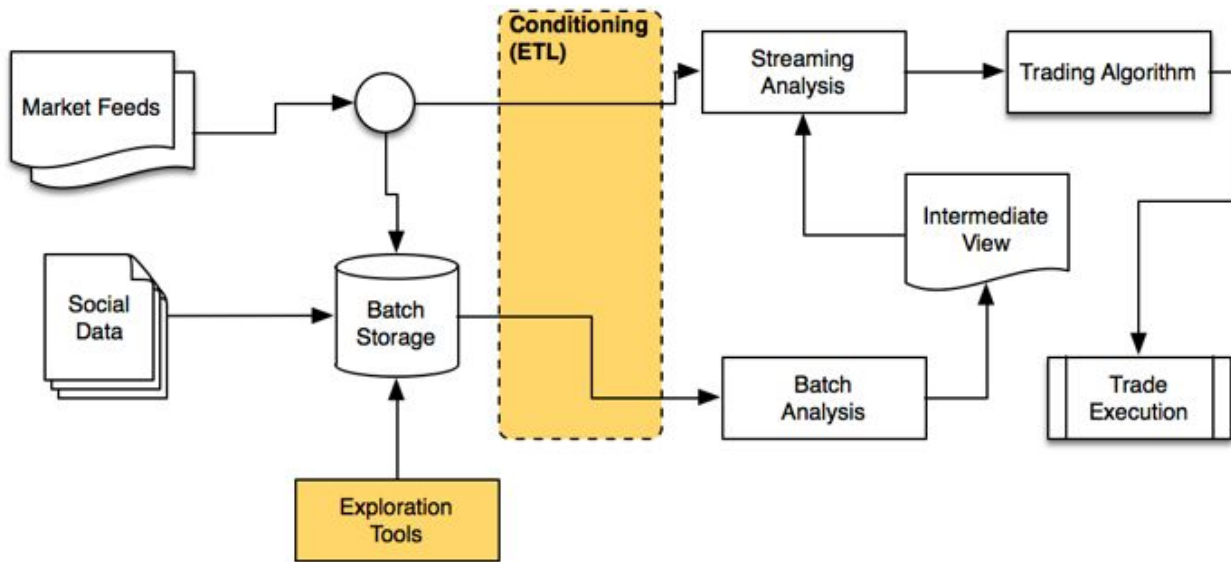 Conditioning
(ETL)
Market Feeds
Streaming
Analysis
Trading Algorithm
Intermediate
View
Social
Data
Batch
Storage
Batch
Analysis
Trade
Execution
Exploration
Tools